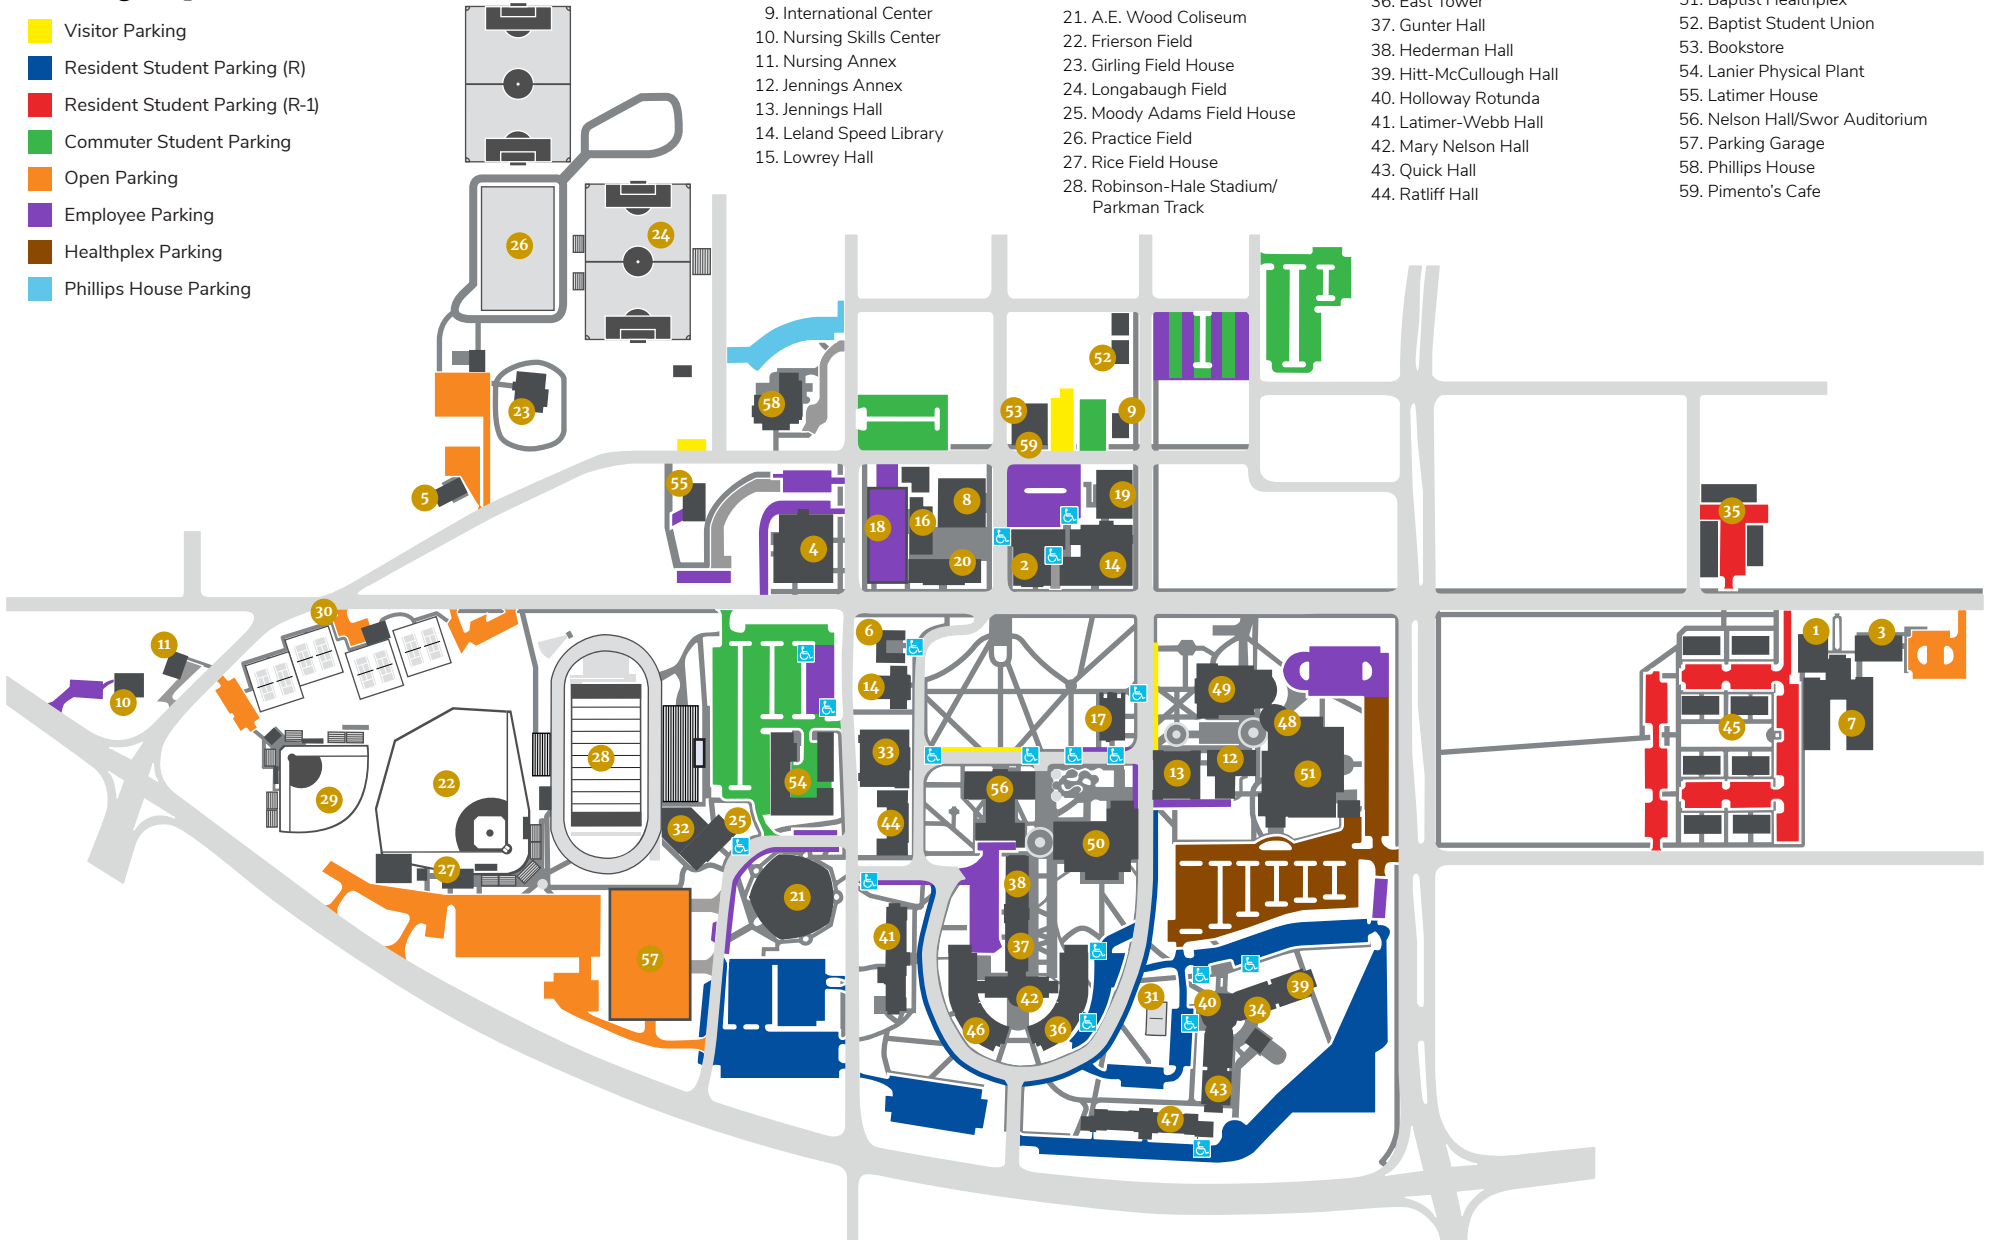 Visitor Parking
Resident Student Parking (R)
Resident Student Parking (R-1)
Commuter Student Parking
Open Parking
Employee Parking
Healthplex Parking
Phillips House Parking
9. International Center
10. Nursing Skills Center
11. Nursing Annex
12. Jennings Annex
13. Jennings Hall
14. Leland Speed Library
15. Lowrey Hall
21. A.E. Wood Coliseum
22. Frierson Field
23. Girling Field House
24. Longabaugh Field
25. Moody Adams Field House
26. Practice Field
27. Rice Field House
28. Robinson-Hale Stadium/
Parkman Track
36. East Tower
37. Gunter Hall
38. Hederman Hall
39. Hitt-McCullough Hall
40. Holloway Rotunda
41. Latimer-Webb Hall
42. Mary Nelson Hall
43. Quick Hall
44. Ratliff Hall
51. Baptist Healthplex
52. Baptist Student Union
53. Bookstore
54. Lanier Physical Plant
55. Latimer House
56. Nelson Hall/Swor Auditorium
57. Parking Garage
58. Phillips House
59. Pimento's Cafe
26
24
52
58
23
53
9
59
5
55
8
19
35
18
16
4
20
2
14
30
11
6
1
3
10
14
49
17
48
45
7
28
33
12
13
51
22
54
56
29
32
25
44
50
27
21
38
41
37
57
42
31
40
39
34
46
36
43
47